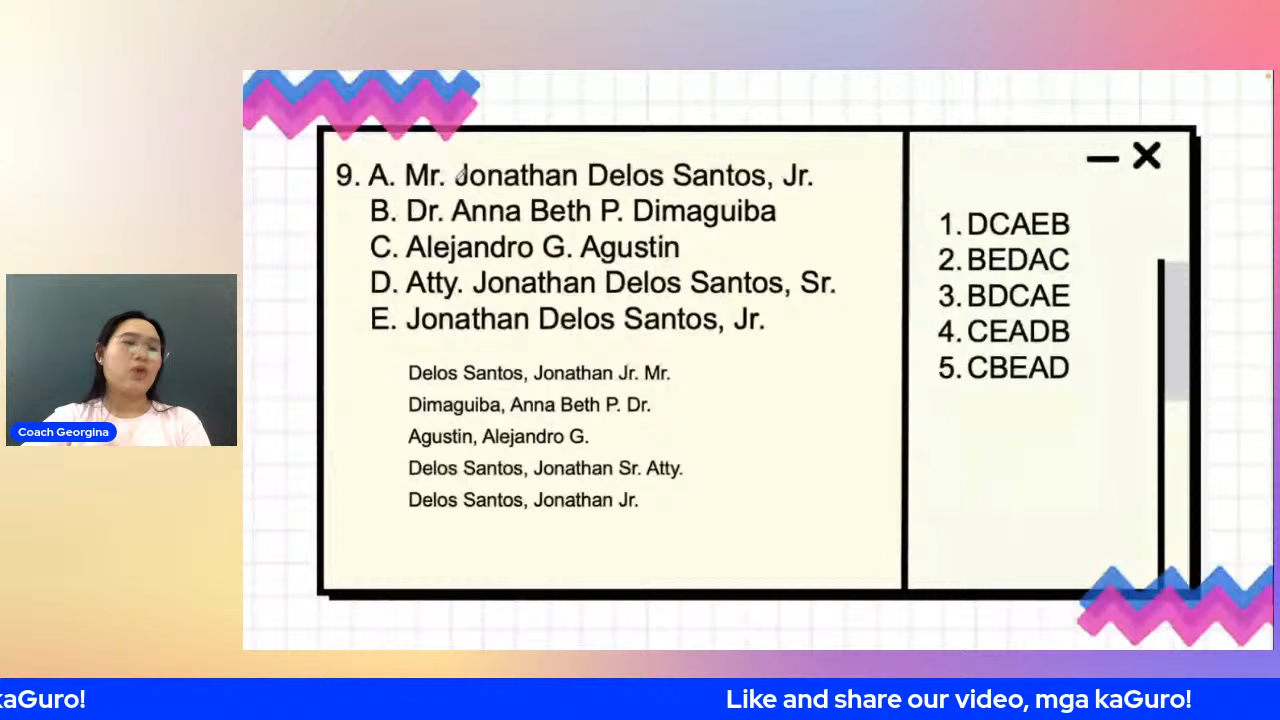 9. A. Mr. Jonathan Delos Santos, Jr.
B. Dr. Anna Beth P. Dimaguiba
C. Alejandro G. Agustin
D. Atty. Jonathan Delos Santos, Sr.
E. Jonathan Delos Santos, Jr.
Delos Santos, Jonathan Jr. Mr.
Dimaguiba, Anna Beth P. Dr.
Agustin, Alejandro G.
Delos Santos, Jonathan Sr. Atty.
Delos Santos, Jonathan Jr.
1. DCAEB
2. BEDAC
3. BDCAE
4. CEADB
5. CBEAD
Coach Georgina
kaGuro!
Like and share our video, mga kaGuro!